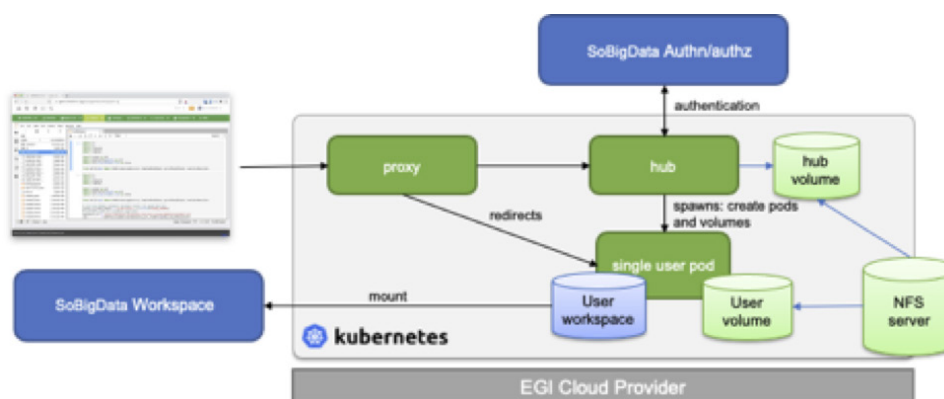 SoBigData Authn/authz
authentication
proxy
hub
hub
volume
redirects
spawns: create pods
and volumes
single user pod
SoBigData Workspace
mount
User
workspace
User
volume
NFS
server
kubernetes
EGI Cloud Provider